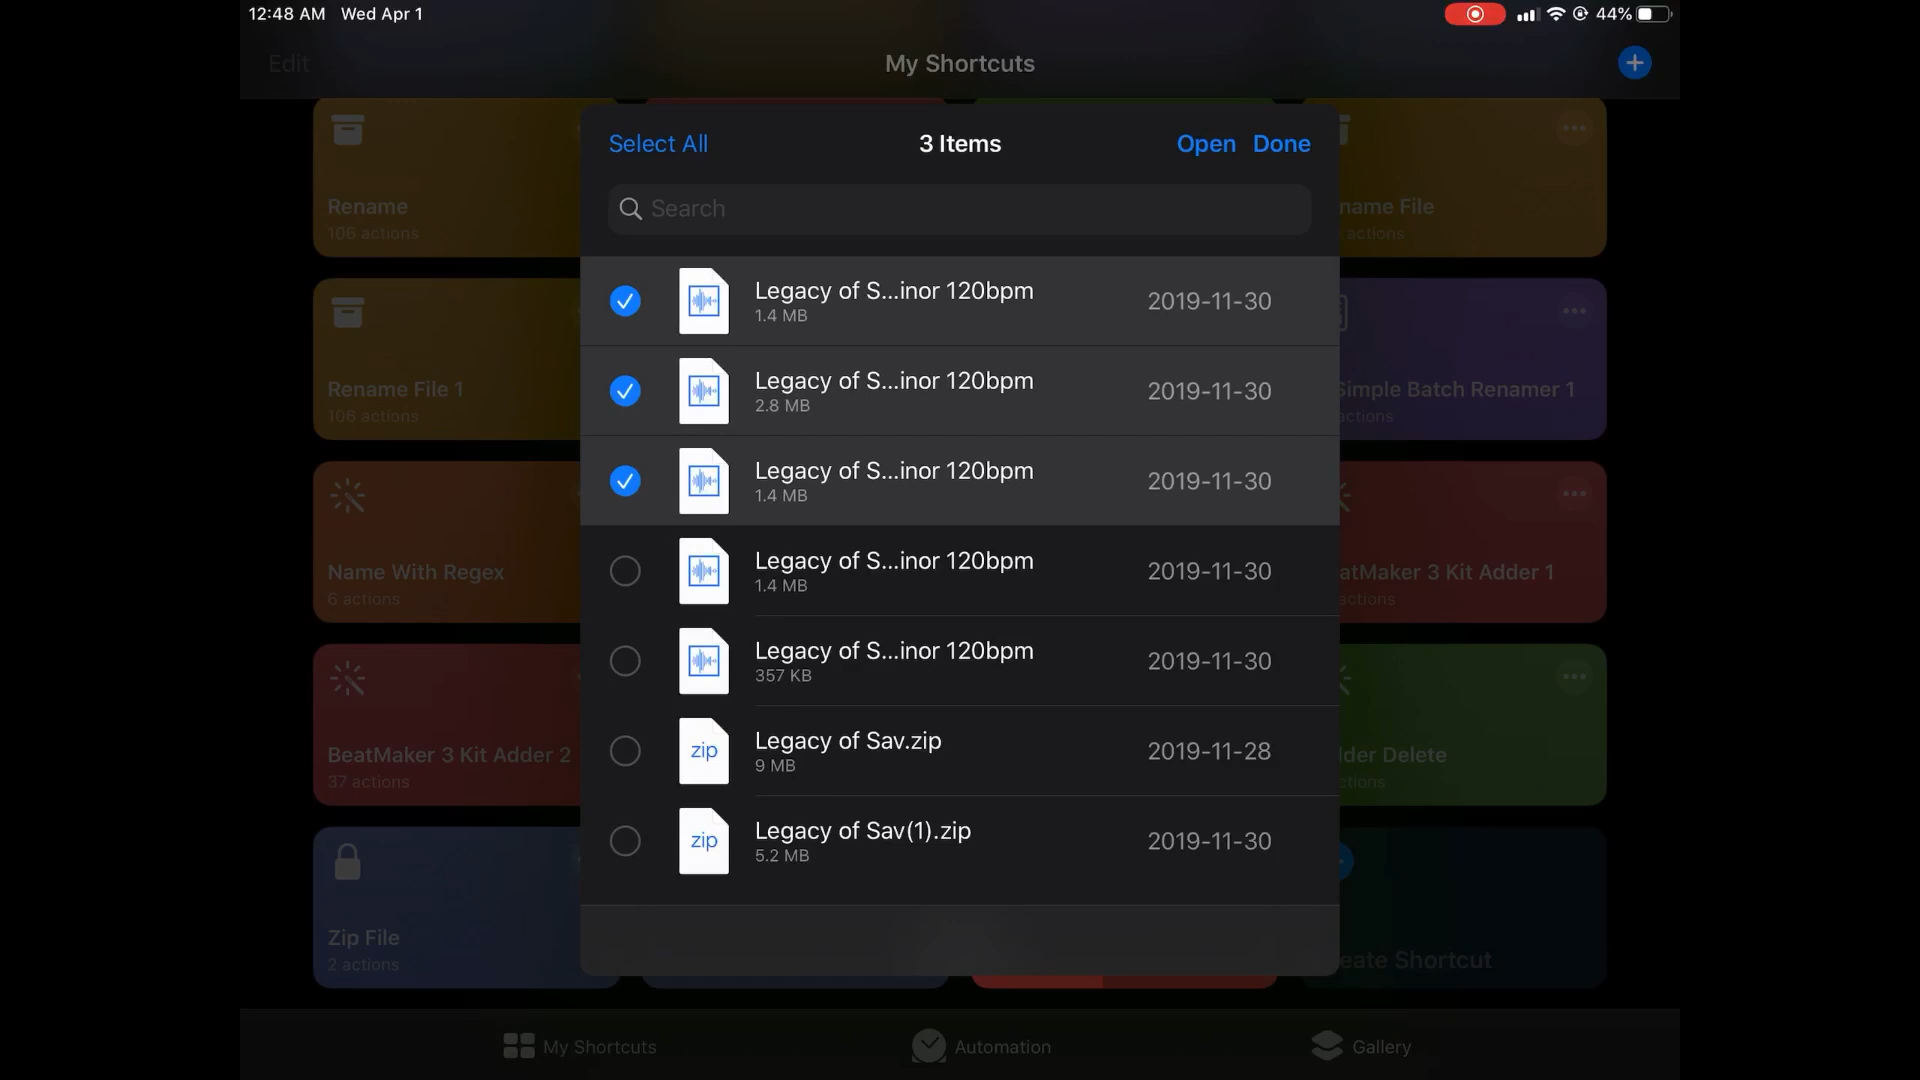 12:48 AM Wed Apr 1
44%
Edit
My Shortcuts
Rename
106 actions
name File
actions
Rename File 1
106 actions
Simple Batch Renamer 1
actions
Name With Regex
6 actions
atMaker 3 Kit Adder 1
actions
BeatMaker 3 Kit Adder 2
37 actions
lder Delete
ctions
Zip File
2 actions
eate Shortcut
Select All
3 Items
Open Done
Search
Legacy of S...inor 120bpm
2019-11-30
1.4 MB
Legacy of S...inor 120bpm
2019-11-30
2.8 MB
Legacy of S...inor 120bpm
2019-11-30
1.4 MB
Legacy of S...inor 120bpm
2019-11-30
1.4 MB
Legacy of S...inor 120bpm
2019-11-30
357 KB
zip
Legacy of Sav.zip
2019-11-28
9 MB
zip
Legacy of Sav(1).zip
2019-11-30
5.2 MB
My Shortcuts
Automation
Gallery